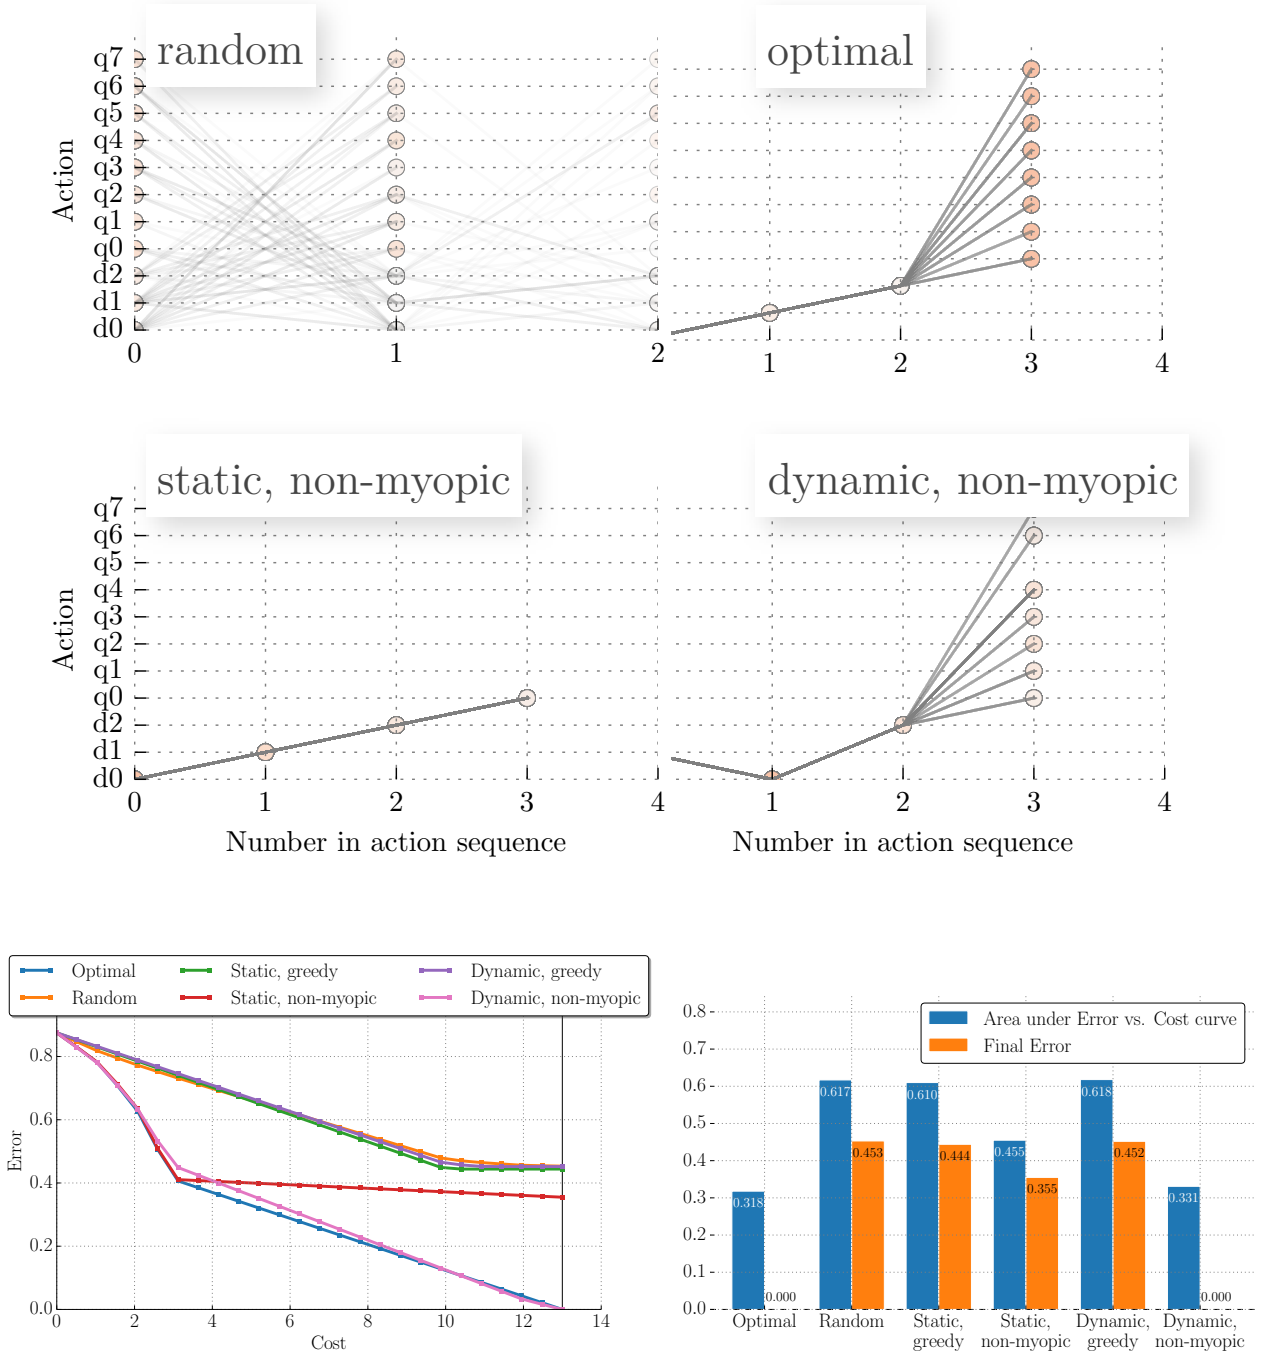 random
q7
q6
q5
q4
q3
q2
q1
q0
d2
d1
d0
Action
0 1 2
optimal
1 2 3 4
static, non-myopic
q7
q6
q5
q4
q3
q2
q1
q0
d2
d1
d0
Action
0 1 2 3 4
Number in action sequence
dynamic, non-myopic
1 2 3 4
Number in action sequence
Optimal Static, greedy Dynamic, greedy
Random Static, non-myopic Dynamic, non-myopic
0.8
0.6
0.4
0.2
0.0
Error
0 2 4 6 8 10 12 14
Cost
Area under Error vs. Cost curve
Final Error
0.8
0.7
0.6
0.5
0.4
0.3
0.2
0.1
0.0
0.318 0.000
0.617 0.453
0.610 0.444
0.455 0.355
0.618 0.452
0.331 0.000
Optimal Random Static, Static, Dynamic, Dynamic,
greedy non-myopic greedy non-myopic